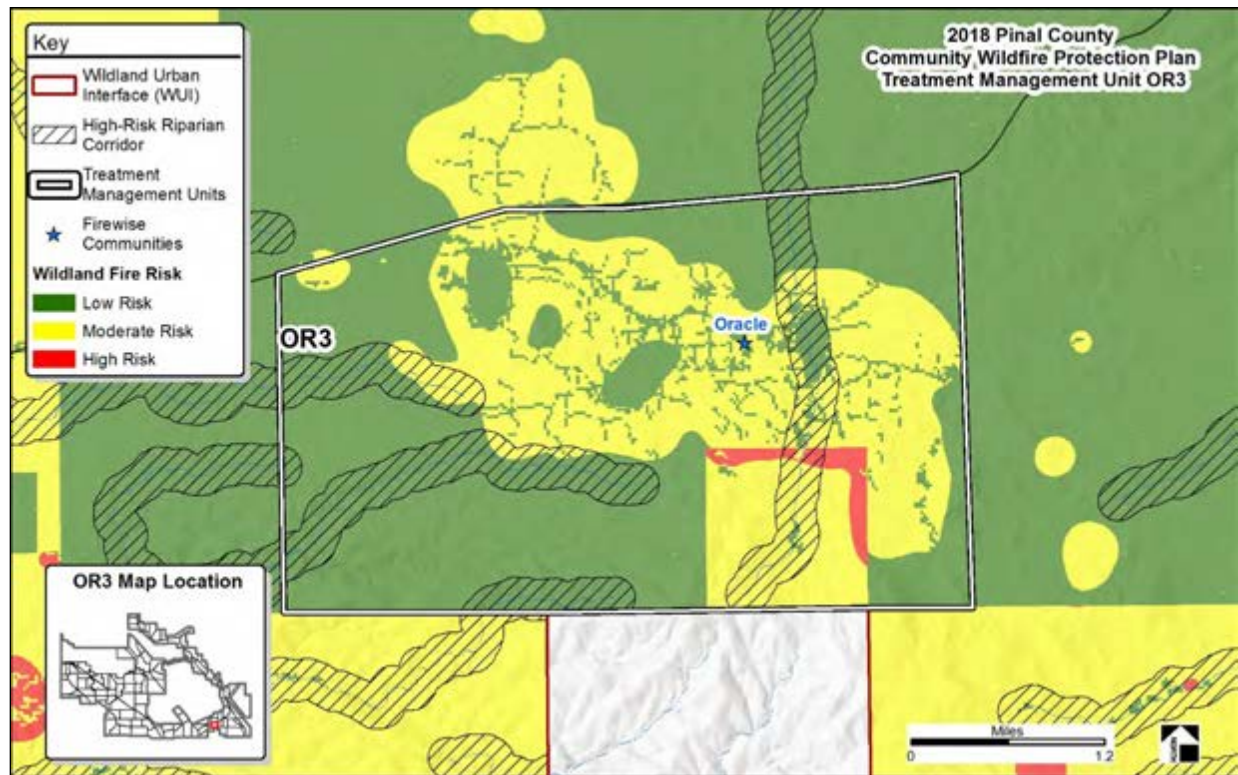 Key
Wildland Urban
Interface (WUI)
High-Risk Riparian
Corridor
Treatment
Management Units
Firewise
Communities
Wildland Fire Risk
Low Risk
Moderate Risk
High Risk
2018 Pinal County
Community Wildfire Protection Plan
Treatment Management Unit OR3
OR3
Oracle
OR3 Map Location
Miles
0
1.2